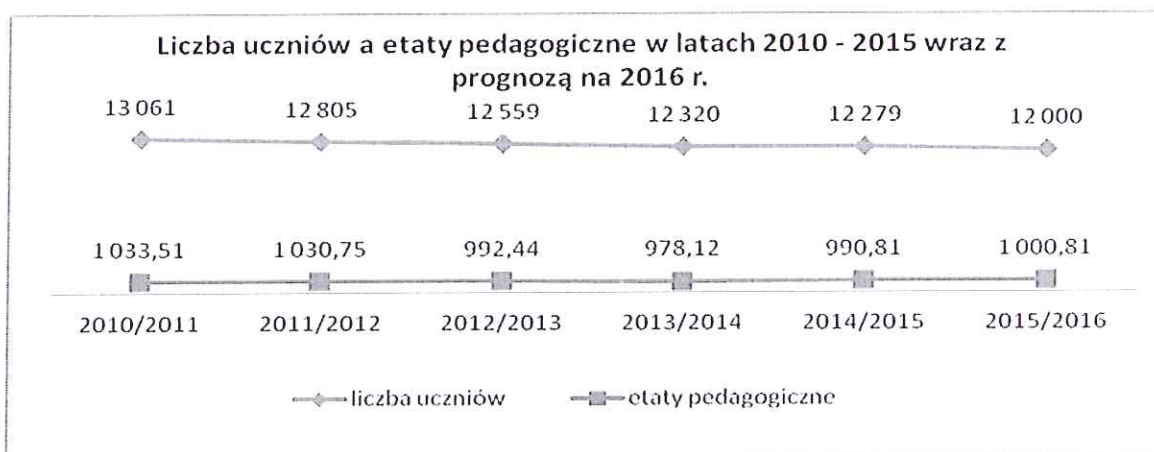 Liczba uczniów a etaty pedagogiczne w latach 2010 - 2015 wraz z
prognozą na 2016 r.
13 061 12 805 12 559 12 320 12 279 12 000
1 033,51 1 030,75 992,44 978,12 990,81 1 000,81
2010/2011 2011/2012 2012/2013 2013/2014 2014/2015 2015/2016
liczba uczniów etaty pedagogiczne